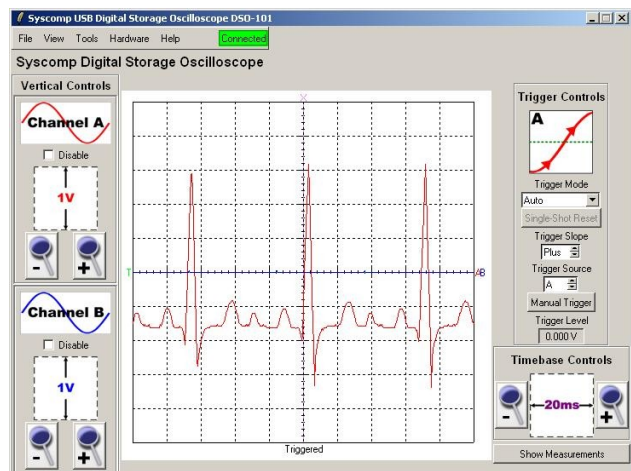 Syscomp USB Digital Storage Oscilloscope DSO-101
File View Tools Hardware Help Connected
Syscomp Digital Storage Oscilloscope
Vertical Controls
Channel A
Disable
1V
- +
Channel B
Disable
1V
- +
X
T A B
Triggered
Trigger Controls
A
Trigger Mode
Auto
Single-Shot Reset
Trigger Slope
Plus
Trigger Source
A
Manual Trigger
Trigger Level
0.000 V
Timebase Controls
- 20ms +
Show Measurements